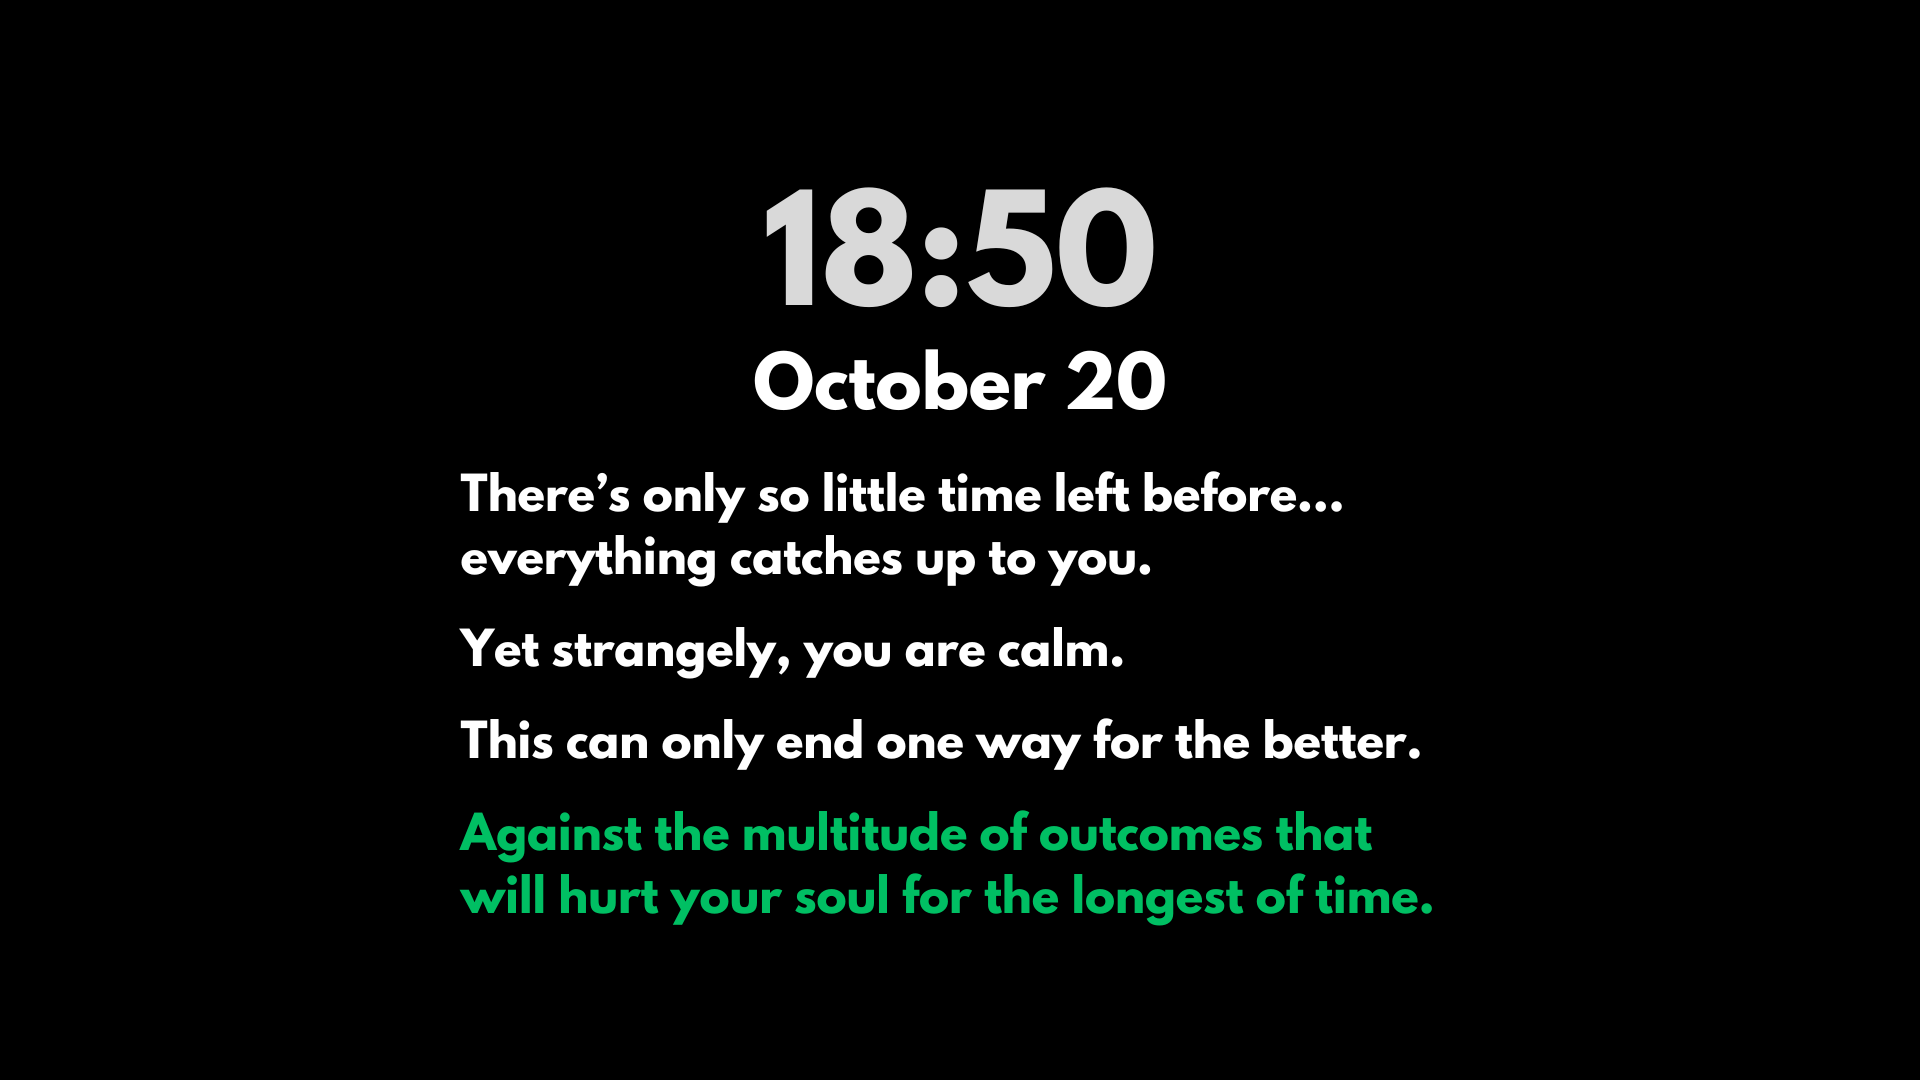 18:50
October 20
There’s only so little time left before...
everything catches up to you.
Yet strangely, you are calm.
This can only end one way for the better.
Against the multitude of outcomes that
will hurt your soul for the longest of time.